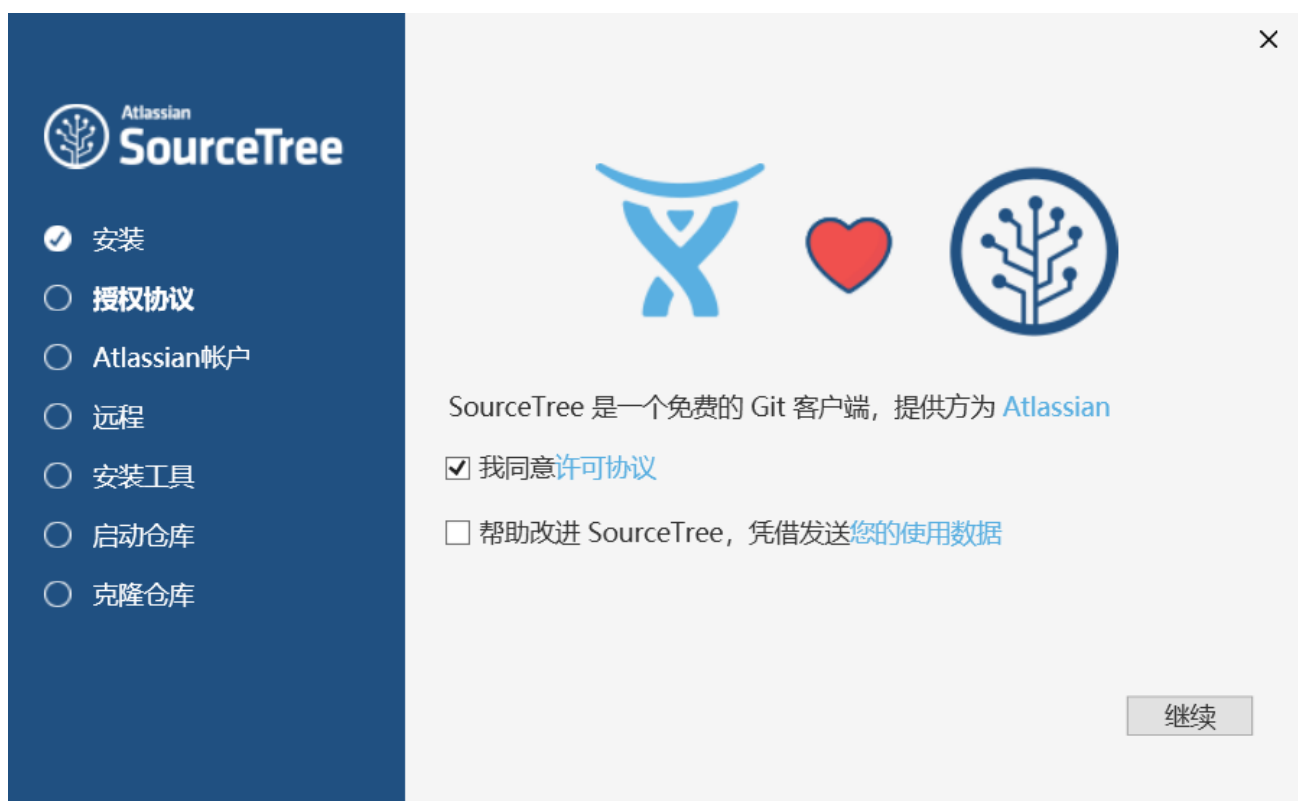 Atlassian
SourceTree
安装
授权协议
Atlassian帐户
远程
安装工具
启动仓库
克隆仓库
SourceTree 是一个免费的 Git 客户端，提供方为 Atlassian
我同意许可协议
帮助改进 SourceTree，凭借发送您的使用数据
继续